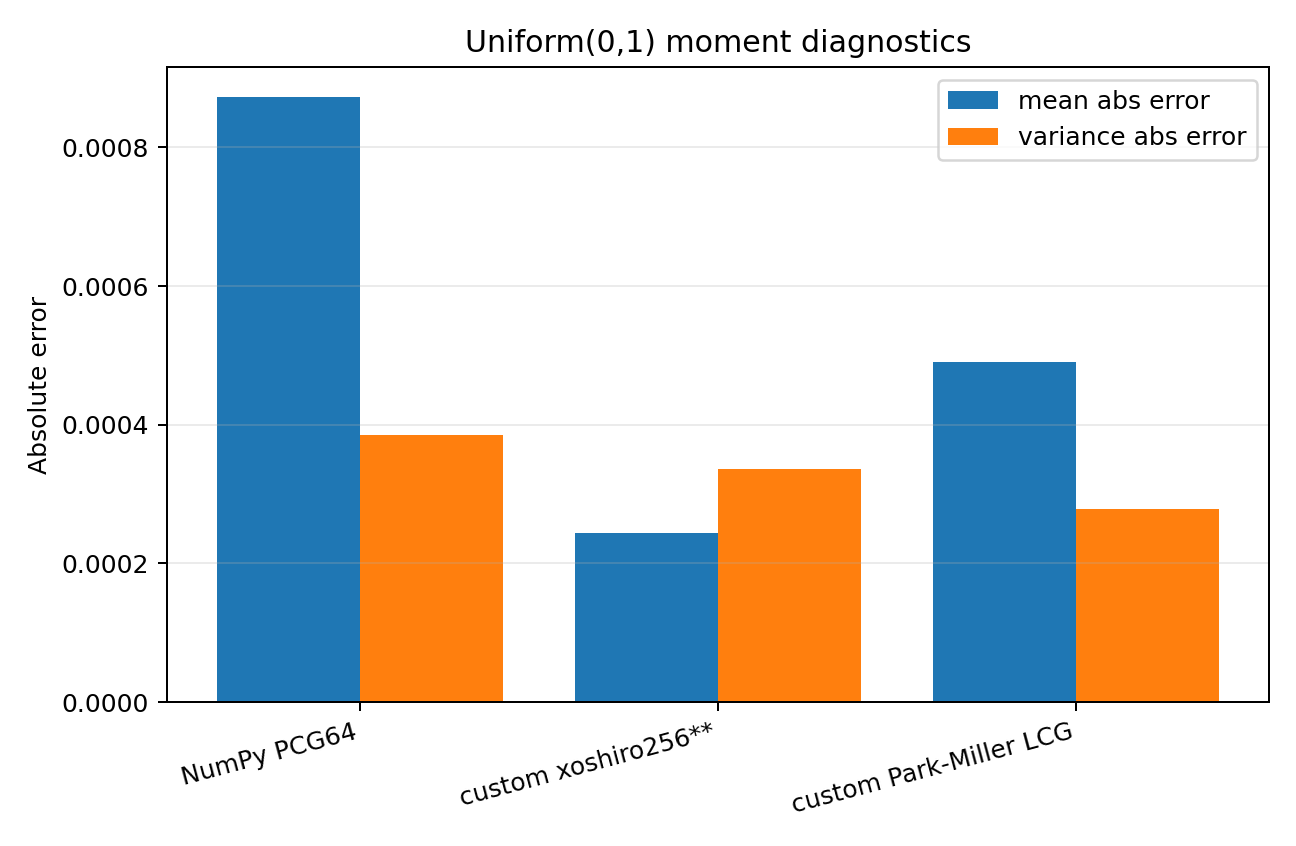 Uniform(0,1) moment diagnostics
mean abs error
variance abs error
Absolute error
0.0008
0.0006
0.0004
0.0002
0.0000
NumPy PCG64
custom xoshiro256**
custom Park-Miller LCG